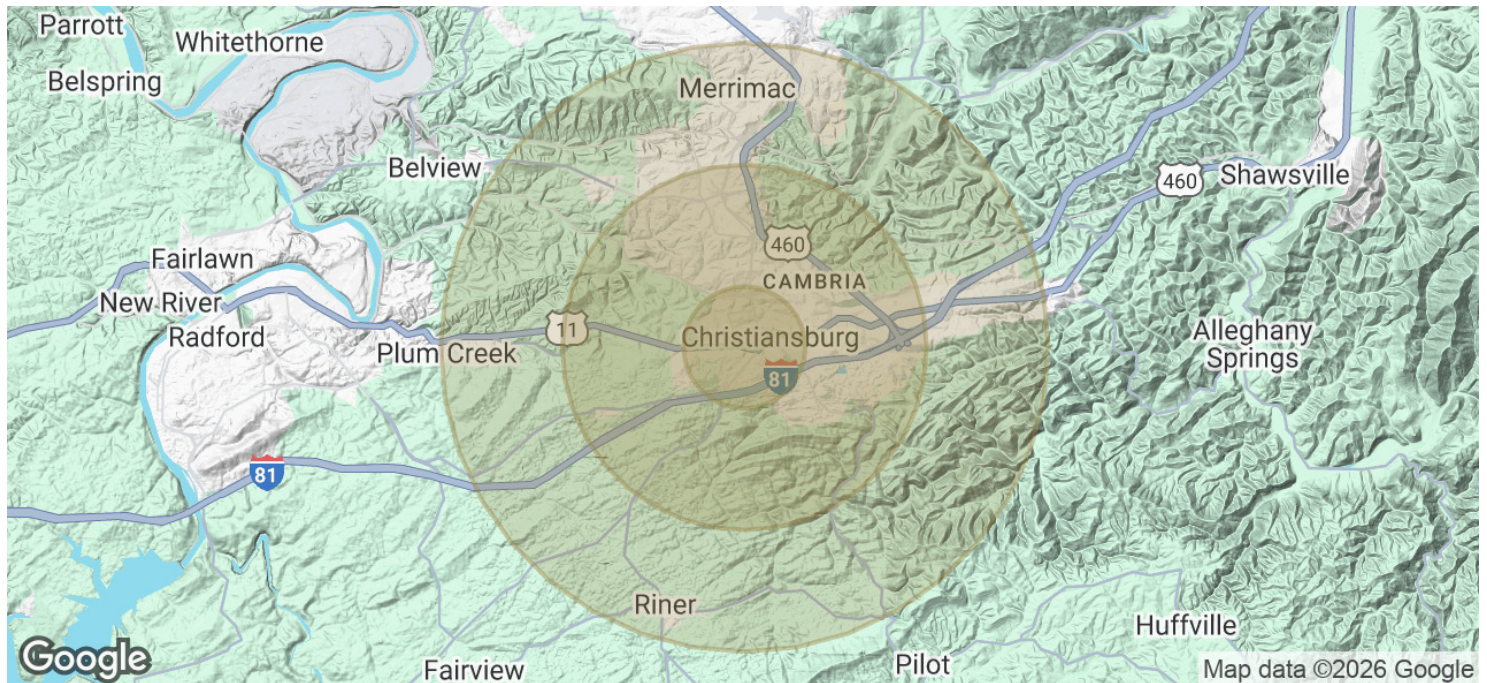 Parrott
Whitethorne
Belspring
Merrimac
Belview
460
Shawsville
460
Fairlawn
CAMBRIA
New River
Radford
11
Christiansburg
Alleghany
Springs
Plum Creek
81
81
Riner
Huffville
Google
Fairview
Pilot
Map data ©2026 Google